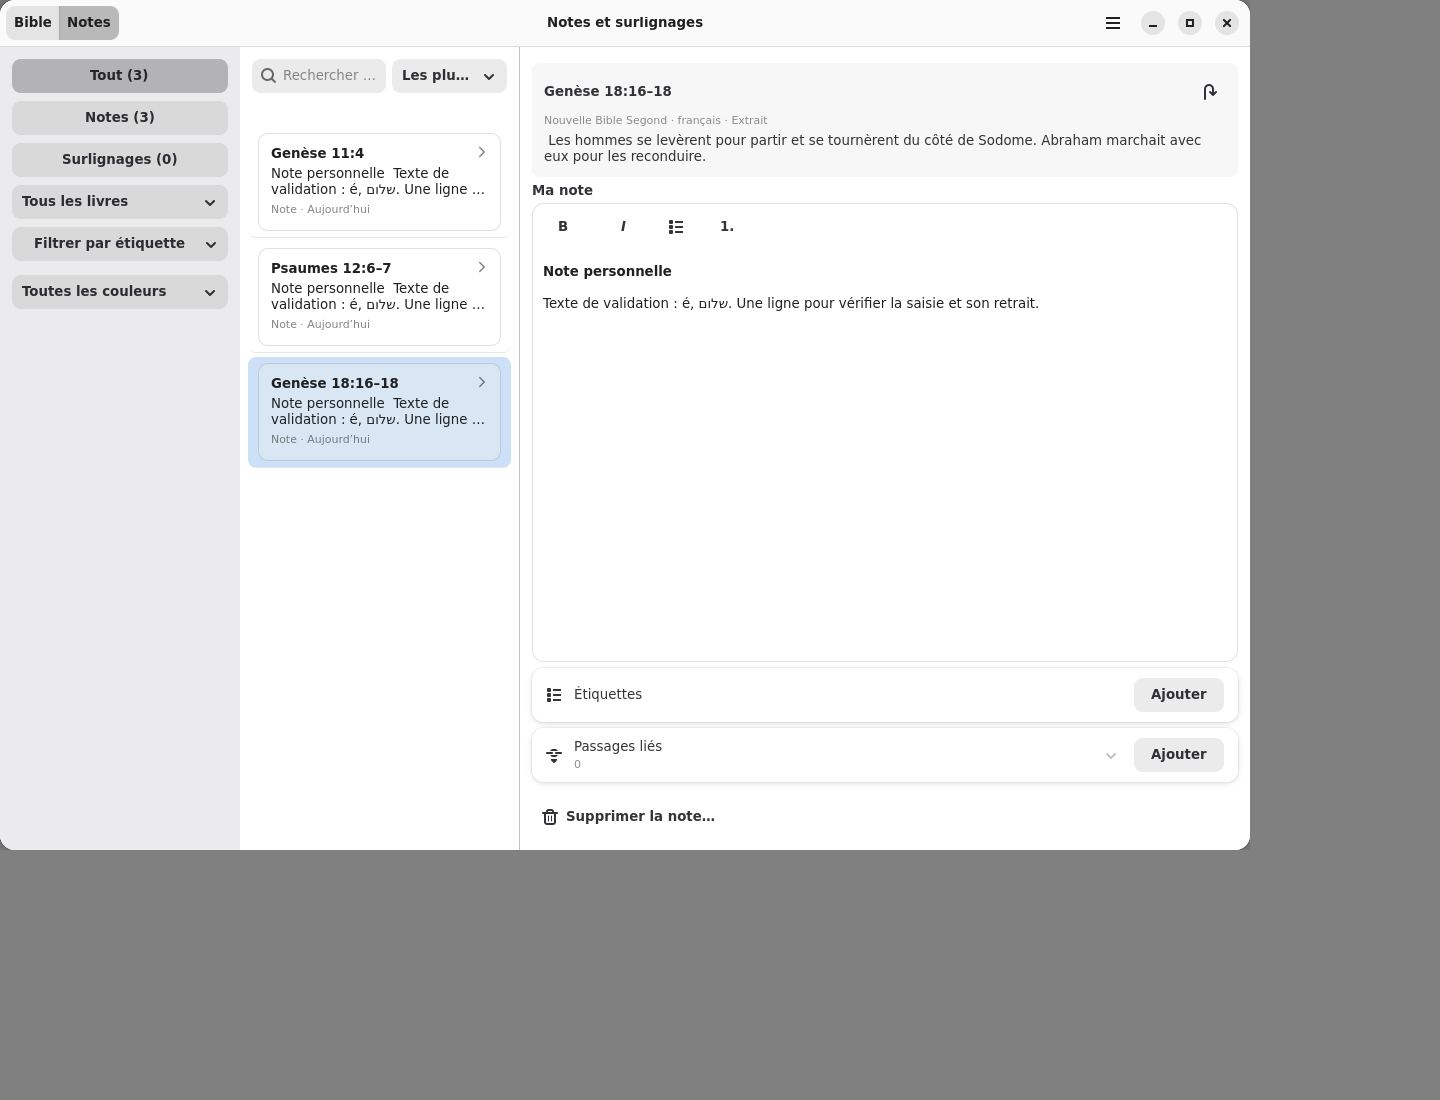 Bible Notes
Notes et surlignages
Tout (3)
Notes (3)
Surlignages (0)
Tous les livres
Filtrer par étiquette
Toutes les couleurs
Rechercher …
Les plu…
Genèse 11:4
Note personnelle  Texte de
validation : é, שלום. Une ligne …
Note · Aujourd’hui
Psaumes 12:6–7
Note personnelle  Texte de
validation : é, שלום. Une ligne …
Note · Aujourd’hui
Genèse 18:16–18
Note personnelle  Texte de
validation : é, שלום. Une ligne …
Note · Aujourd’hui
Genèse 18:16–18
Nouvelle Bible Segond · français · Extrait
Les hommes se levèrent pour partir et se tournèrent du côté de Sodome. Abraham marchait avec
eux pour les reconduire.
Ma note
B I 1.
Note personnelle
Texte de validation : é, שלום. Une ligne pour vérifier la saisie et son retrait.
Étiquettes
Ajouter
Passages liés
0
Ajouter
Supprimer la note…